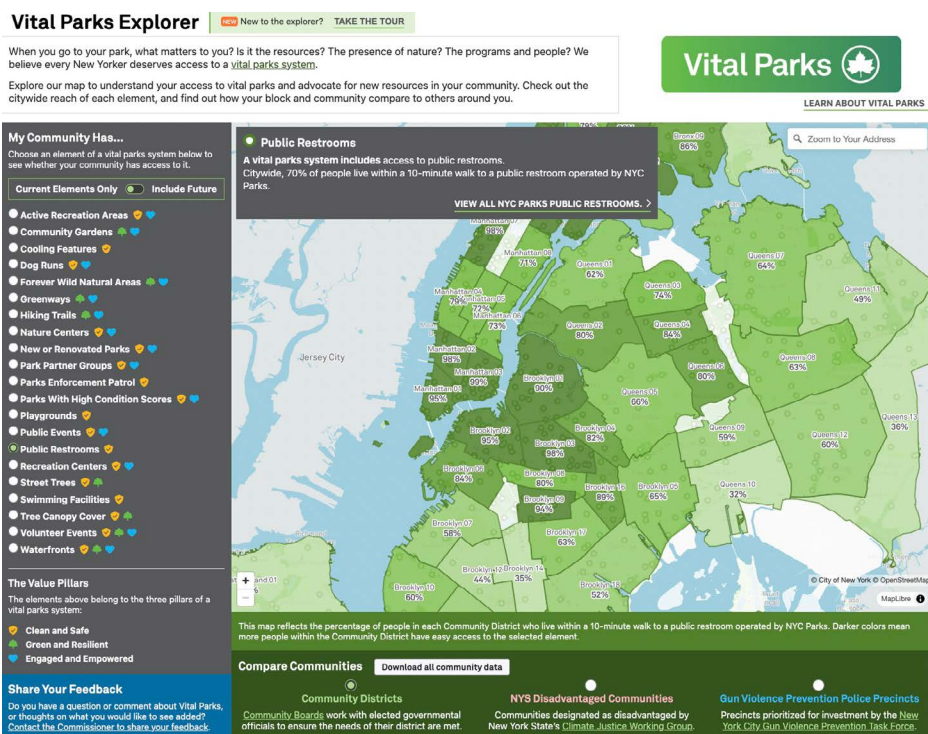 Vital Parks Explorer
NEW New to the explorer? TAKE THE TOUR
When you go to your park, what matters to you? Is it the resources? The presence of nature? The programs and people? We
believe every New Yorker deserves access to a vital parks system.
Explore our map to understand your access to vital parks and advocate for new resources in your community. Check out the
citywide reach of each element, and find out how your block and community compare to others around you.
Vital Parks
LEARN ABOUT VITAL PARKS
My Community Has...
Choose an element of a vital parks system below to
see whether your community has access to it.
Current Elements Only Include Future
Active Recreation Areas
Community Gardens
Cooling Features
Dog Runs
Forever Wild Natural Areas
Greenways
Hiking Trails
Nature Centers
New or Renovated Parks
Park Partner Groups
Parks Enforcement Patrol
Parks With High Condition Scores
Playgrounds
Public Events
Public Restrooms
Recreation Centers
Street Trees
Swimming Facilities
Tree Canopy Cover
Volunteer Events
Waterfronts
The Value Pillars
The elements above belong to the three pillars of a
vital parks system:
Clean and Safe
Green and Resilient
Engaged and Empowered
Share Your Feedback
Do you have a question or comment about Vital Parks,
or thoughts on what you would like to see added?
Contact the Commissioner to share your feedback.
Public Restrooms
A vital parks system includes access to public restrooms.
Citywide, 70% of people live within a 10-minute walk to a public restroom operated by NYC
Parks.
VIEW ALL NYC PARKS PUBLIC RESTROOMS. >
Zoom to Your Address
Bronx 09
86%
Manhattan 07
98%
Manhattan 08
71%
Queens 01
62%
Queens 07
64%
Queens 03
74%
Queens 11
49%
Manhattan 04
79%
Manhattan 05
72%
Manhattan 06
73%
Queens 02
80%
Queens 04
84%
Jersey City
Manhattan 02
98%
Manhattan 03
99%
Manhattan 01
95%
Brooklyn 01
90%
Queens 05
66%
Queens 06
80%
Queens 08
63%
Queens 13
36%
Brooklyn 02
95%
Brooklyn 04
82%
Brooklyn 03
98%
Queens 09
59%
Queens 12
60%
Brooklyn 06
84%
Brooklyn 08
80%
Brooklyn 16
89%
Brooklyn 05
65%
Queens 10
32%
Brooklyn 09
94%
Brooklyn 07
58%
Brooklyn 17
63%
Brooklyn 12
44%
Brooklyn 14
35%
Brooklyn 10
60%
Brooklyn 18
52%
+
−
© City of New York © OpenStreetMap
MapLibre
This map reflects the percentage of people in each Community District who live within a 10-minute walk to a public restroom operated by NYC Parks. Darker colors mean
more people within the Community District have easy access to the selected element.
Compare Communities Download all community data
Community Districts
Community Boards work with elected governmental
officials to ensure the needs of their district are met.
NYS Disadvantaged Communities
Communities designated as disadvantaged by
New York State's Climate Justice Working Group.
Gun Violence Prevention Police Precincts
Precincts prioritized for investment by the New
York City Gun Violence Prevention Task Force.